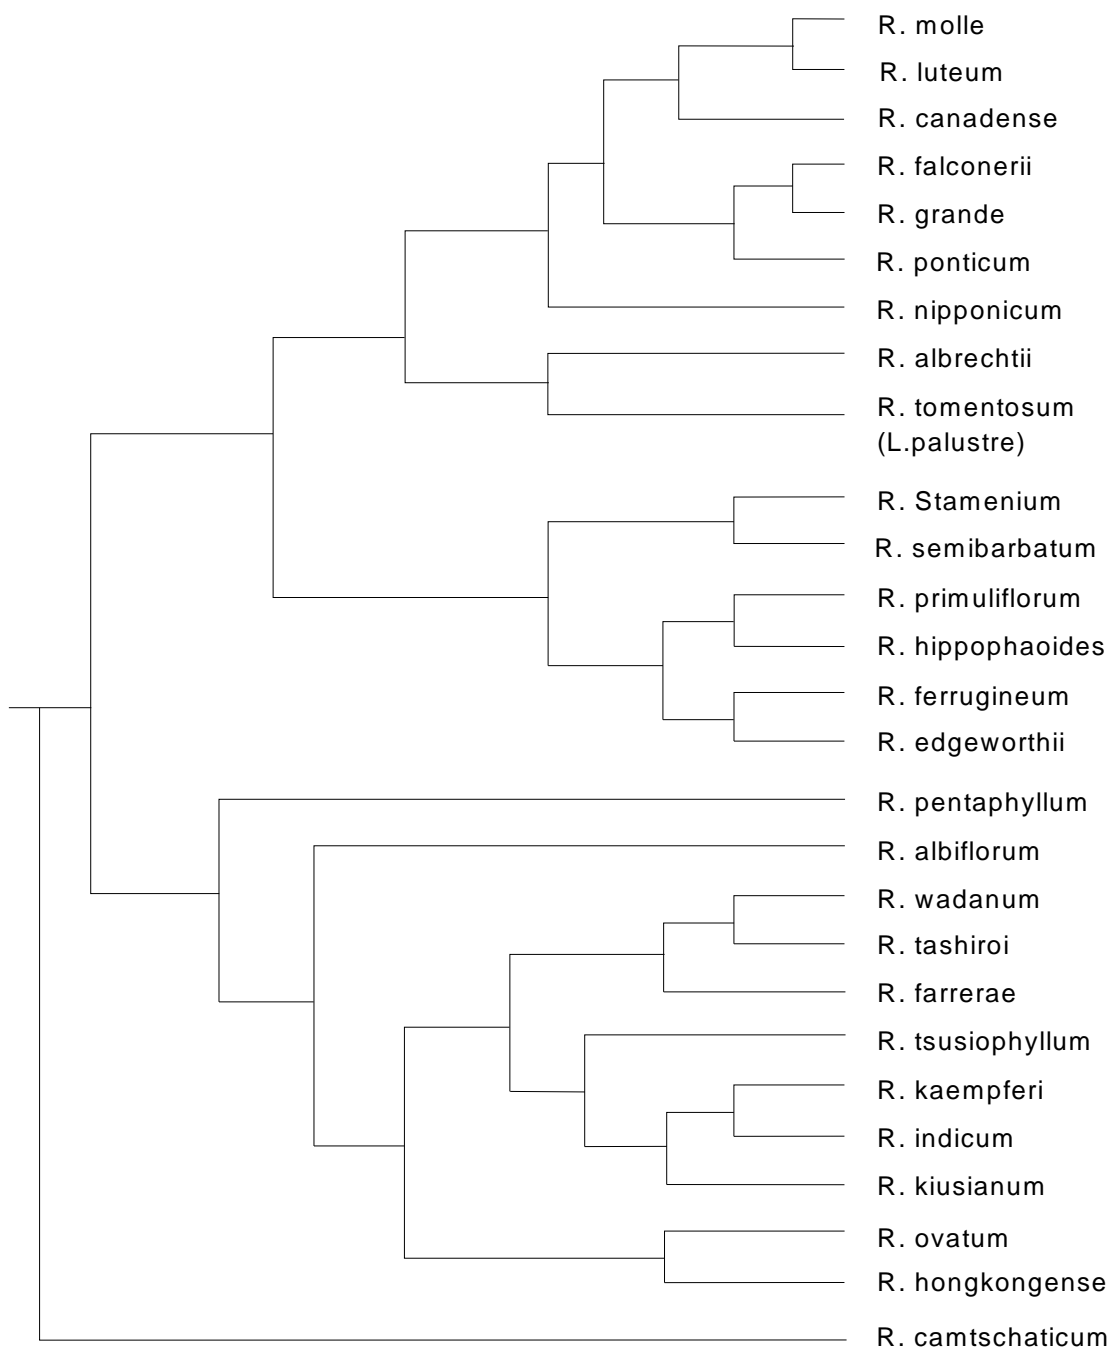 R. molle
R. luteum
R. canadense
R. falconerii
R. grande
R. ponticum
R. nipponicum
R. albrechtii
R. tomentosum
(L.palustre)
R. Stamenium
R. semibarbatum
R. primuliflorum
R. hippophaoides
R. ferrugineum
R. edgeworthii
R. pentaphyllum
R. albiflorum
R. wadanum
R. tashiroi
R. farrerae
R. tsusiophyllum
R. kaempferi
R. indicum
R. kiusianum
R. ovatum
R. hongkongense
R. camtschaticum